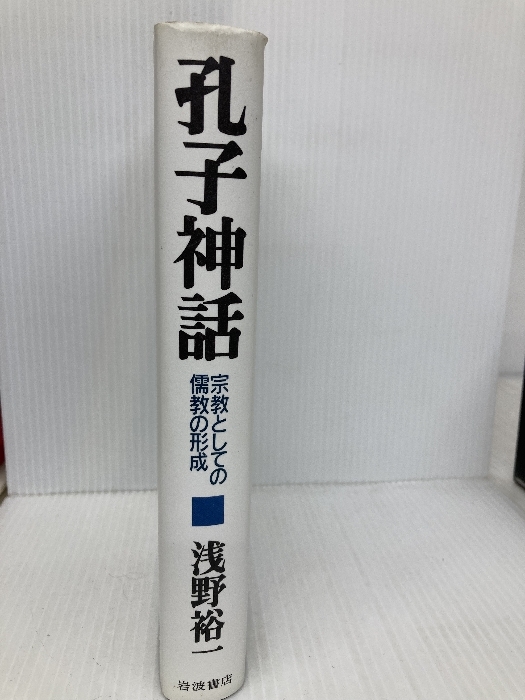 孔子神話
宗教としての
儒教の形成
浅野裕一
岩波書店